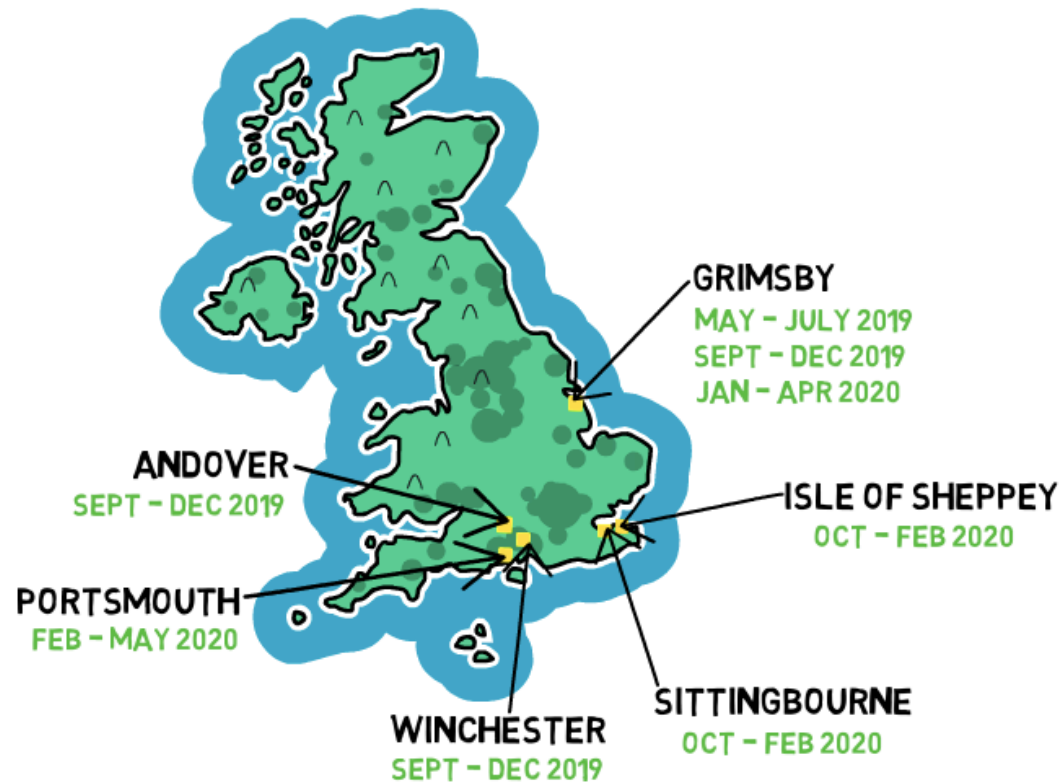 GRIMSBY
MAY - JULY 2019
SEPT - DEC 2019
JAN - APR 2020
ANDOVER
SEPT - DEC 2019
ISLE OF SHEPPEY
OCT - FEB 2020
PORTSMOUTH
FEB - MAY 2020
SITTINGBOURNE
OCT - FEB 2020
WINCHESTER
SEPT - DEC 2019